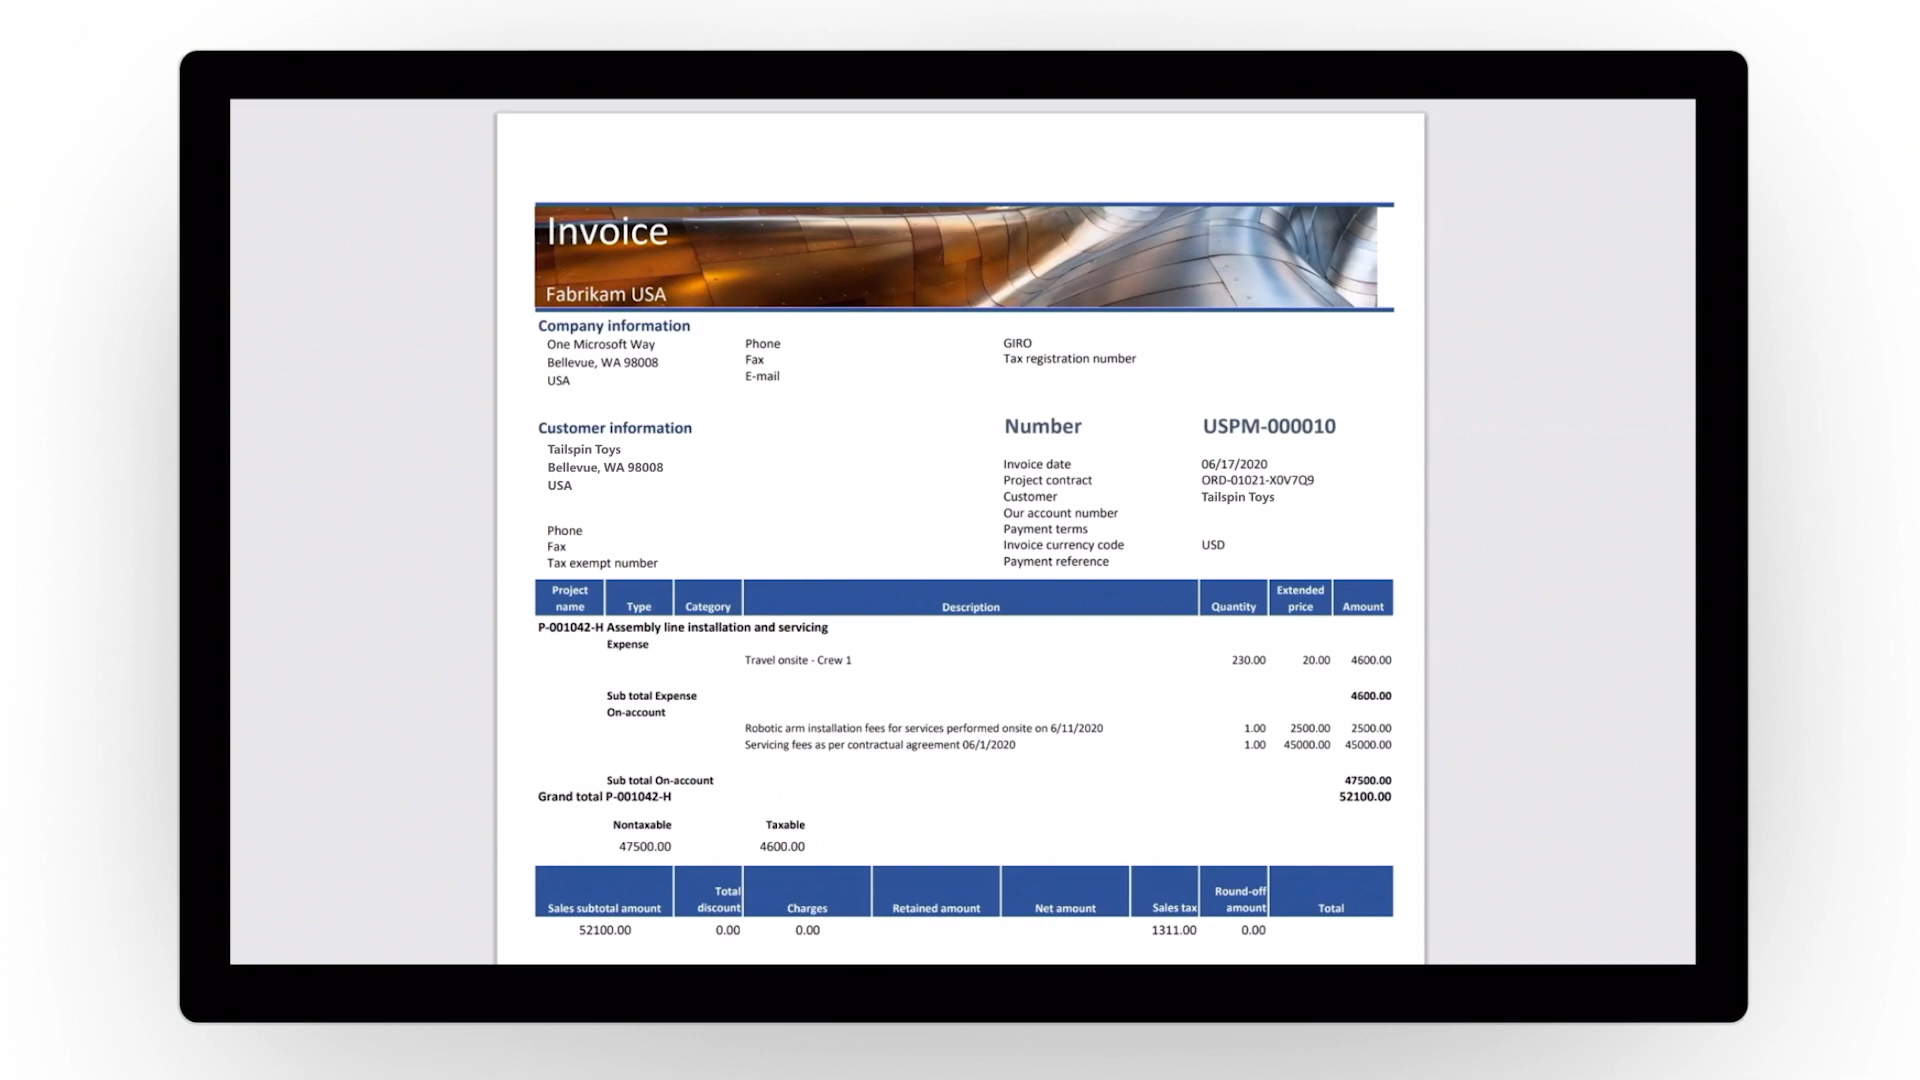 Invoice
Fabrikam USA
Company information
One Microsoft Way
Bellevue, WA 98008
USA
Phone
Fax
E-mail
GIRO
Tax registration number
Customer information
Tailspin Toys
Bellevue, WA 98008
USA
Phone
Fax
Tax exempt number
Number USPM-000010
Invoice date 06/17/2020
Project contract ORD-01021-X0V7Q9
Customer Tailspin Toys
Our account number
Payment terms
Invoice currency code USD
Payment reference
Project name Type Category Description Quantity Extended price Amount
P-001042-H Assembly line installation and servicing
Expense
Travel onsite - Crew 1 230.00 20.00 4600.00
Sub total Expense 4600.00
On-account
Robotic arm installation fees for services performed onsite on 6/11/2020 1.00 2500.00 2500.00
Servicing fees as per contractual agreement 06/1/2020 1.00 45000.00 45000.00
Sub total On-account 47500.00
Grand total P-001042-H 52100.00
Nontaxable Taxable
47500.00 4600.00
Sales subtotal amount Total discount Charges Retained amount Net amount Sales tax Round-off amount Total
52100.00 0.00 0.00 1311.00 0.00